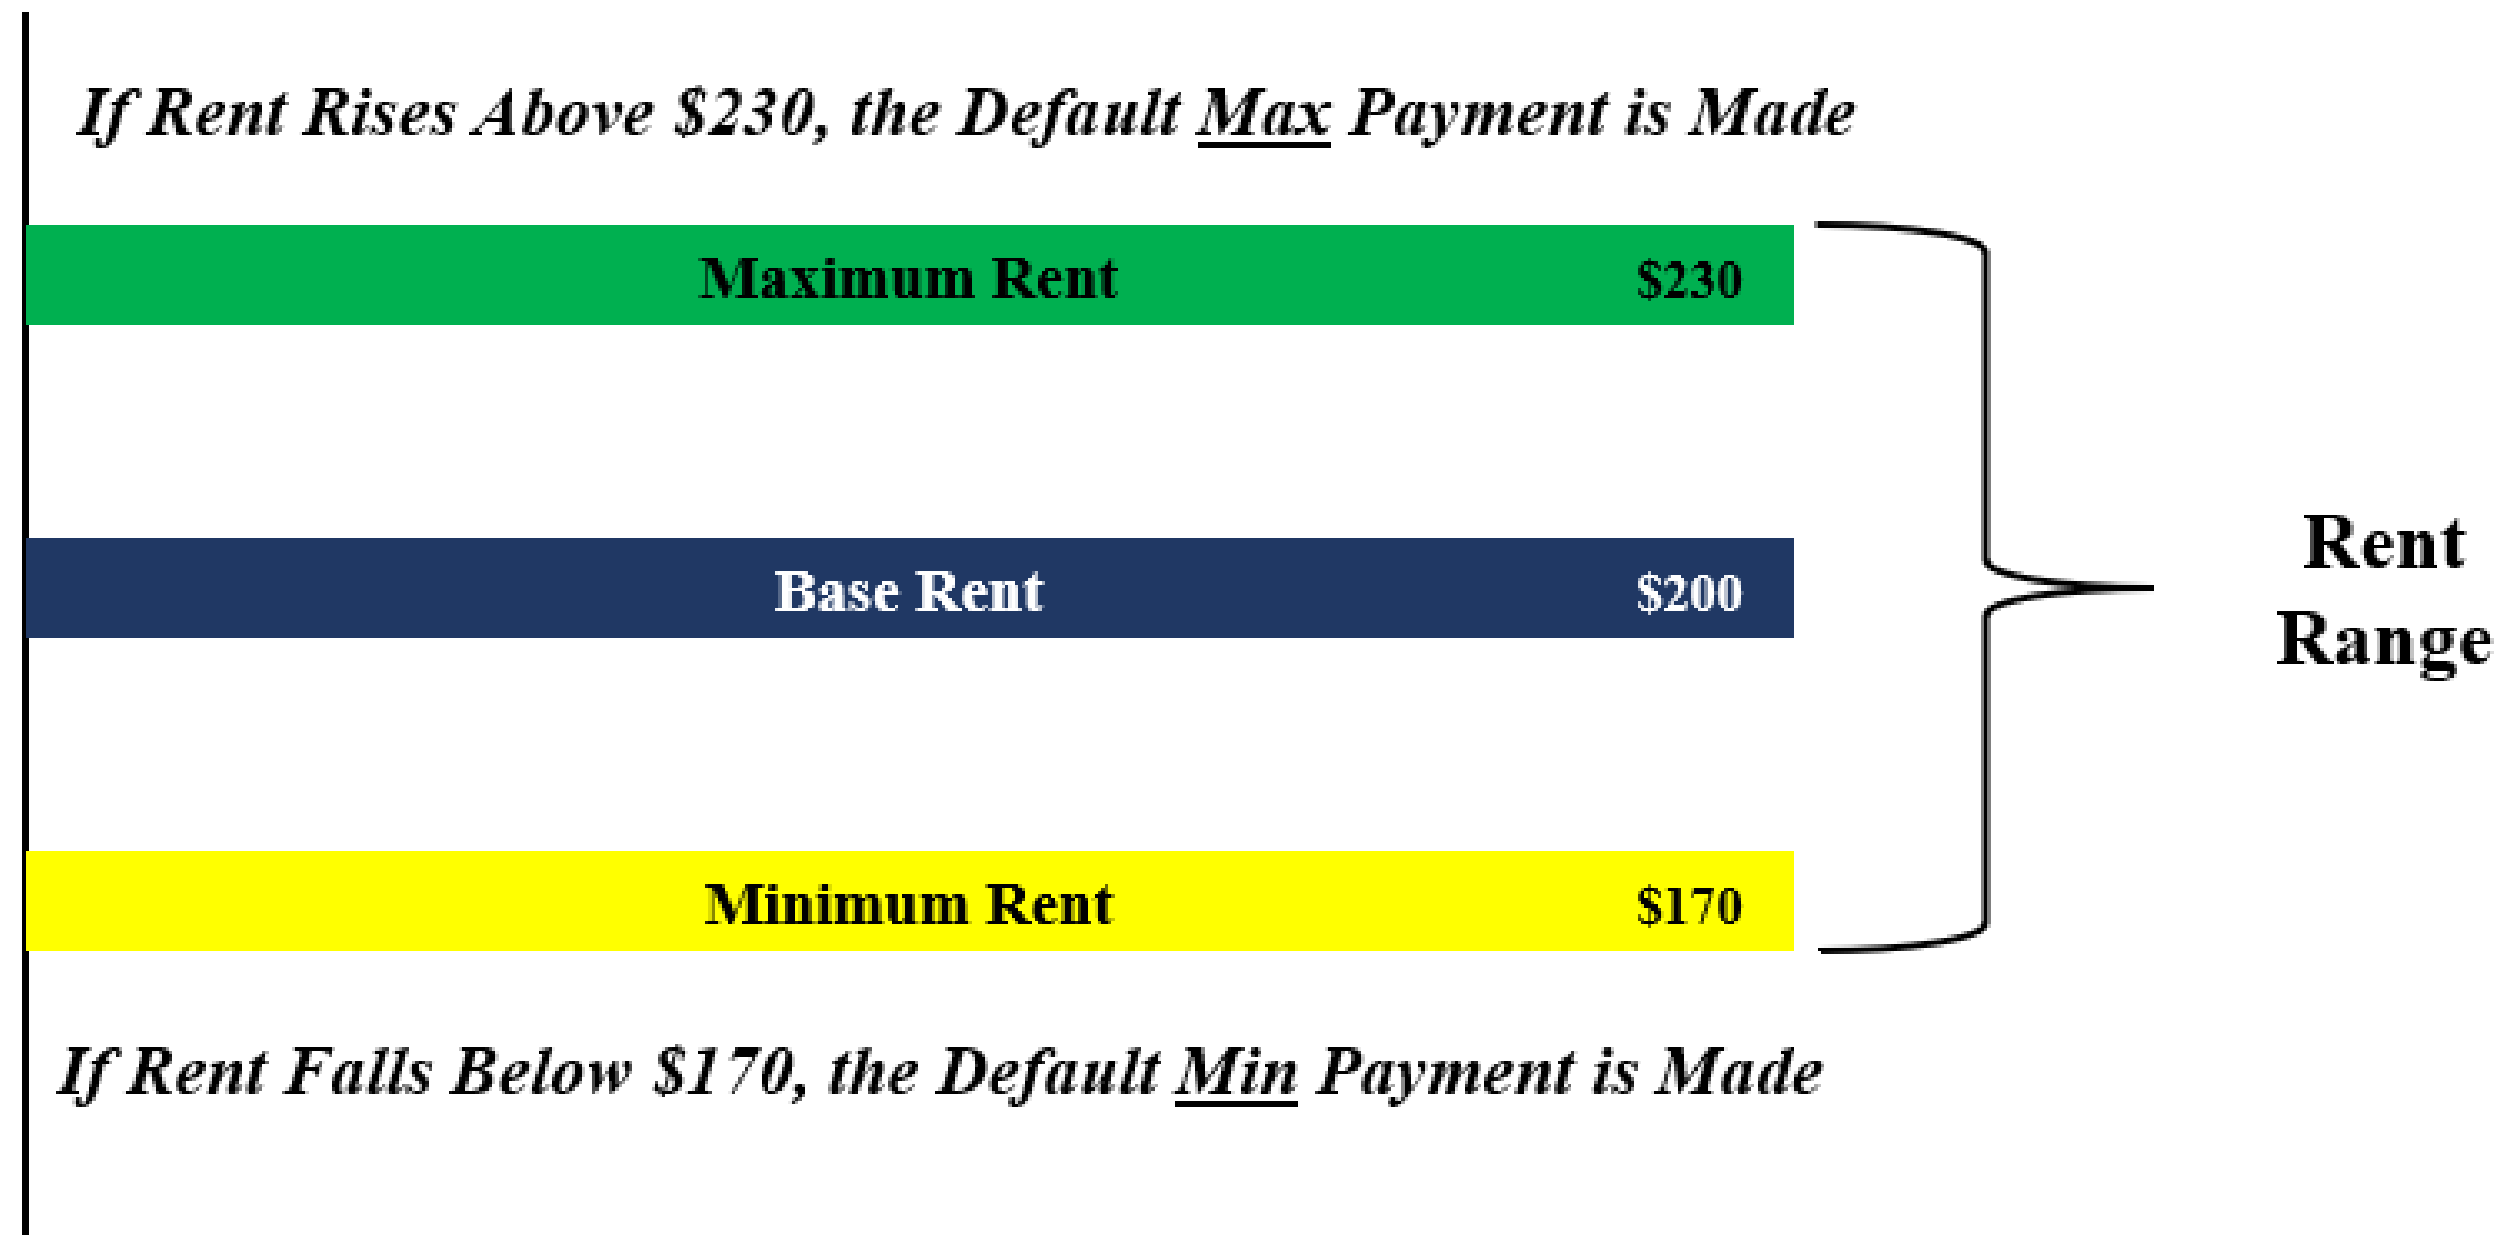 If Rent Rises Above $230, the Default Max Payment is Made
Maximum Rent $230
Base Rent $200
Rent
Range
Minimum Rent $170
If Rent Falls Below $170, the Default Min Payment is Made